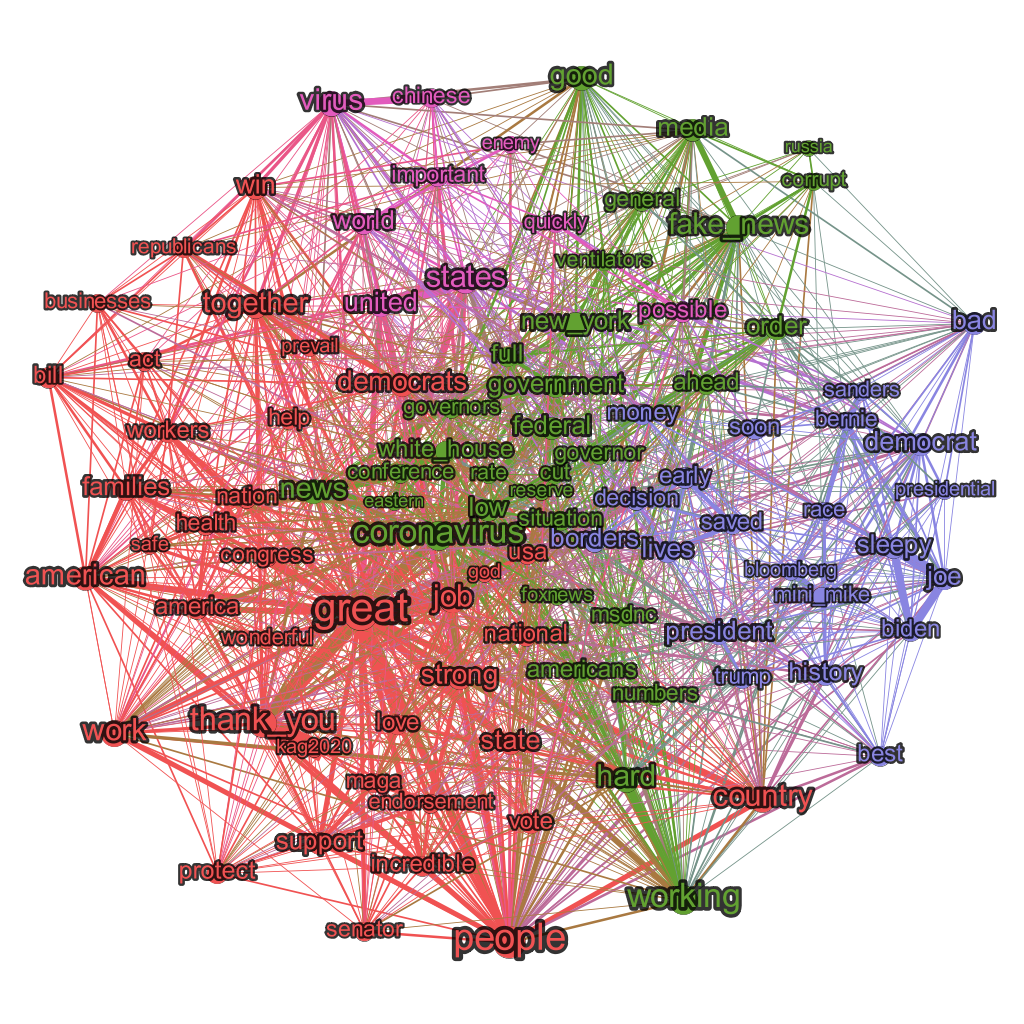 good
virus
chinese
media
enemy
russia
important
corrupt
win
general
world
quickly
fake_news
republicans
ventilators
states
businesses
together
united
possible
new_york
order
bad
prevail
full
act
bill
democrats
government
ahead
sanders
governors
money
help
bernie
workers
federal
soon
white_house
governor
democrat
conference
rate
cut
early
families
news
reserve
presidential
nation
eastern
decision
low
race
health
situation
saved
coronavirus
borders
safe
usa
lives
sleepy
congress
god
bloomberg
american
joe
great
job
foxnews
mini_mike
america
msdnc
wonderful
national
president
biden
strong
americans
trump
history
numbers
thank_you
love
work
kag2020
state
best
maga
hard
endorsement
country
vote
support
incredible
protect
working
senator
people